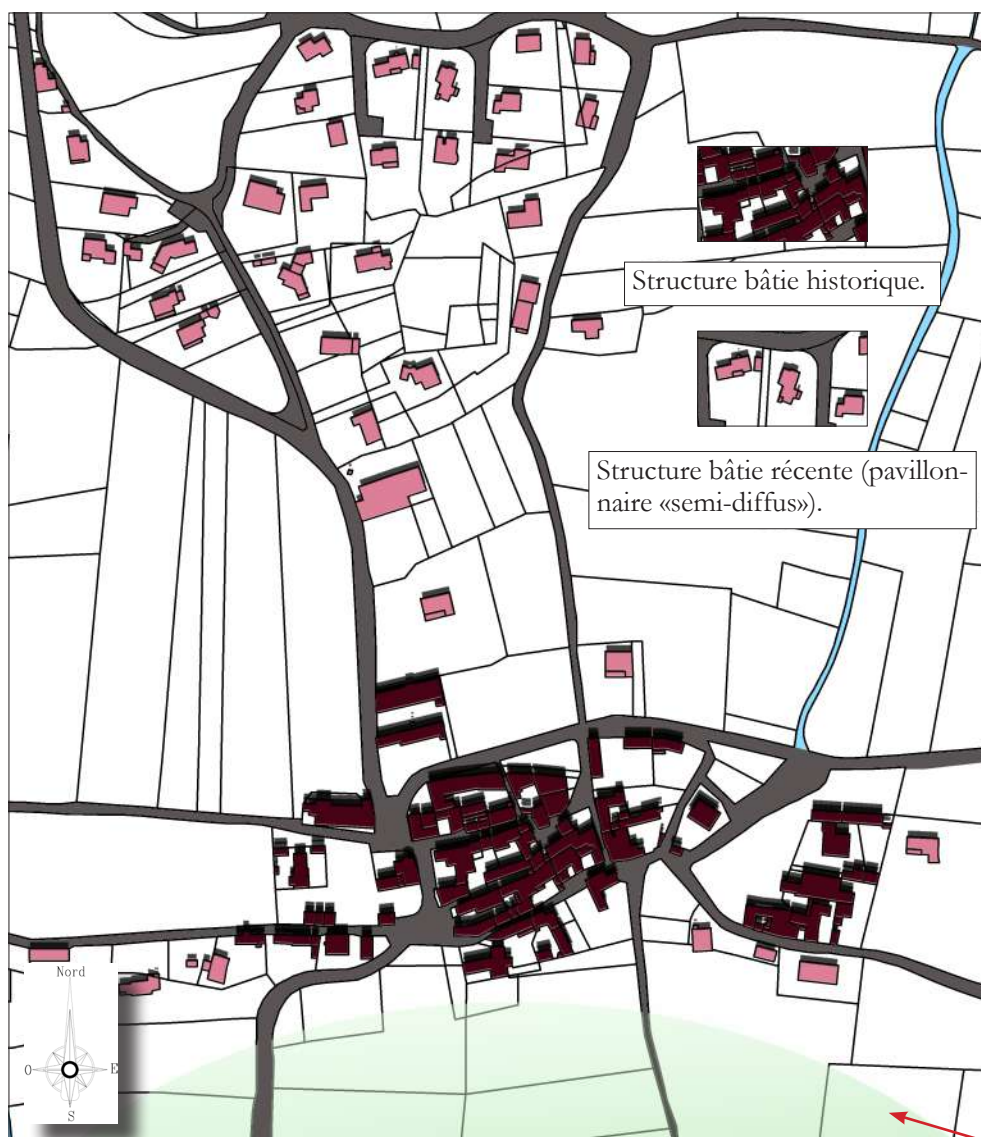 Structure bâtie historique.
Structure bâtie récente (pavillon-
naire «semi-diffus»).
Nord
O
E
S